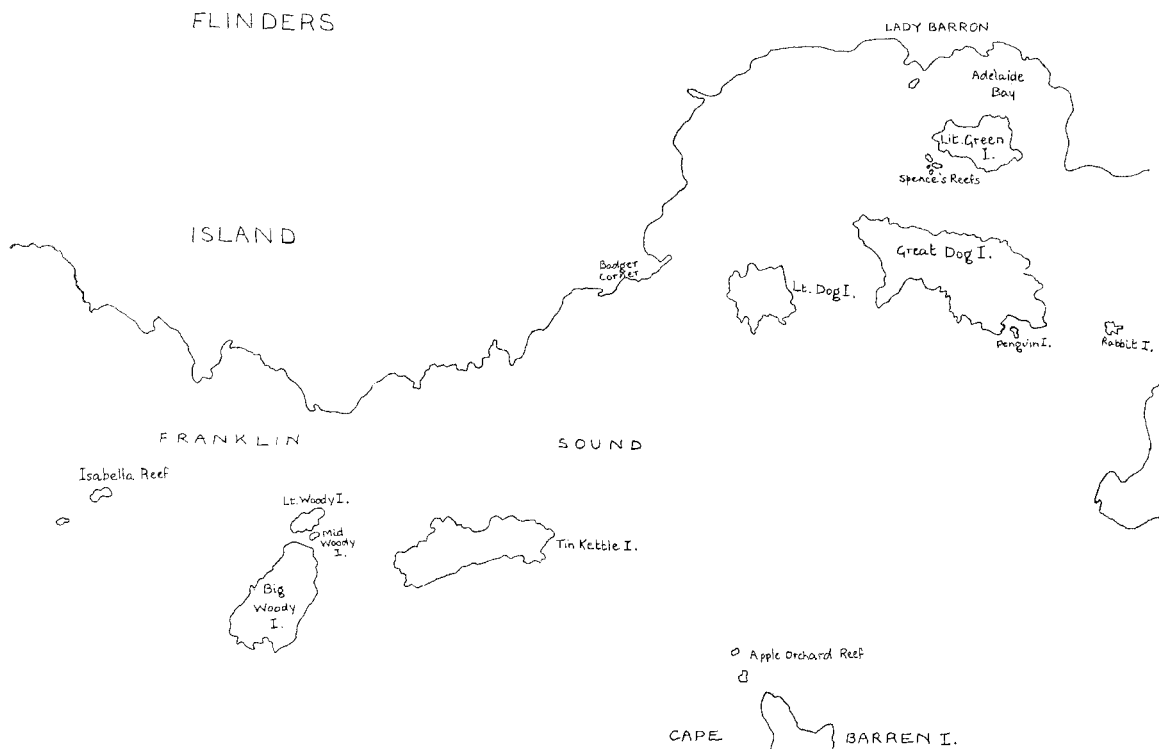 FLINDERS
LADY BARRON
Adelaide
Bay
Lit. Green
I.
Spence's Reefs
ISLAND
Great Dog I.
Badger
Corner
Lt. Dog I.
Penguin I.
Rabbit I.
FRANKLIN SOUND
Isabella Reef
Lt. Woody I.
Mid
Woody
I.
Tin Kettle I.
Big
Woody
I.
Apple Orchard Reef
CAPE BARREN I.